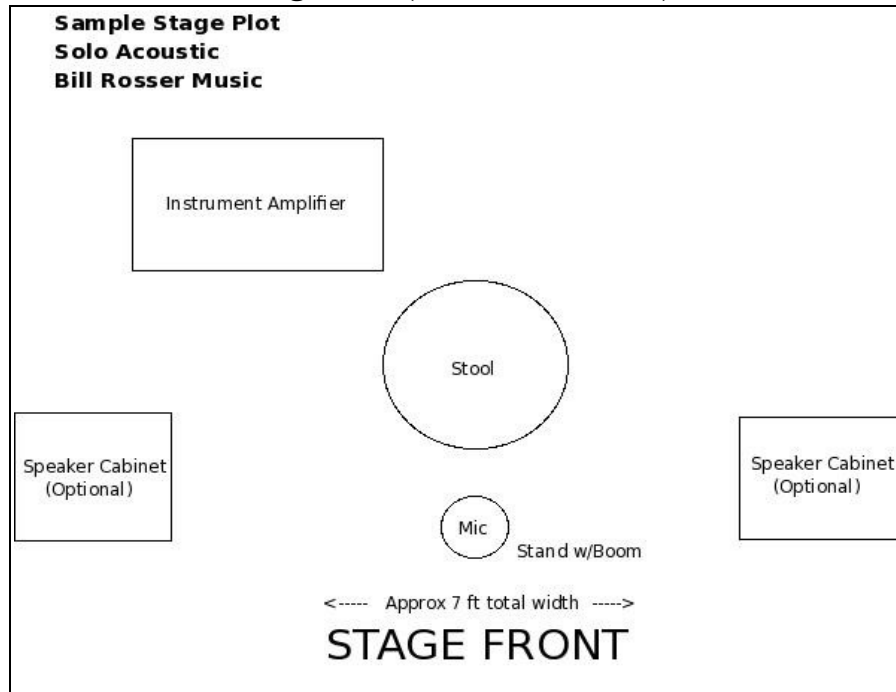 Sample Stage Plot
Solo Acoustic
Bill Rosser Music
Instrument Amplifier
Stool
Speaker Cabinet
(Optional)
Speaker Cabinet
(Optional)
Mic
Stand w/Boom
<----- Approx 7 ft total width ----->
STAGE FRONT